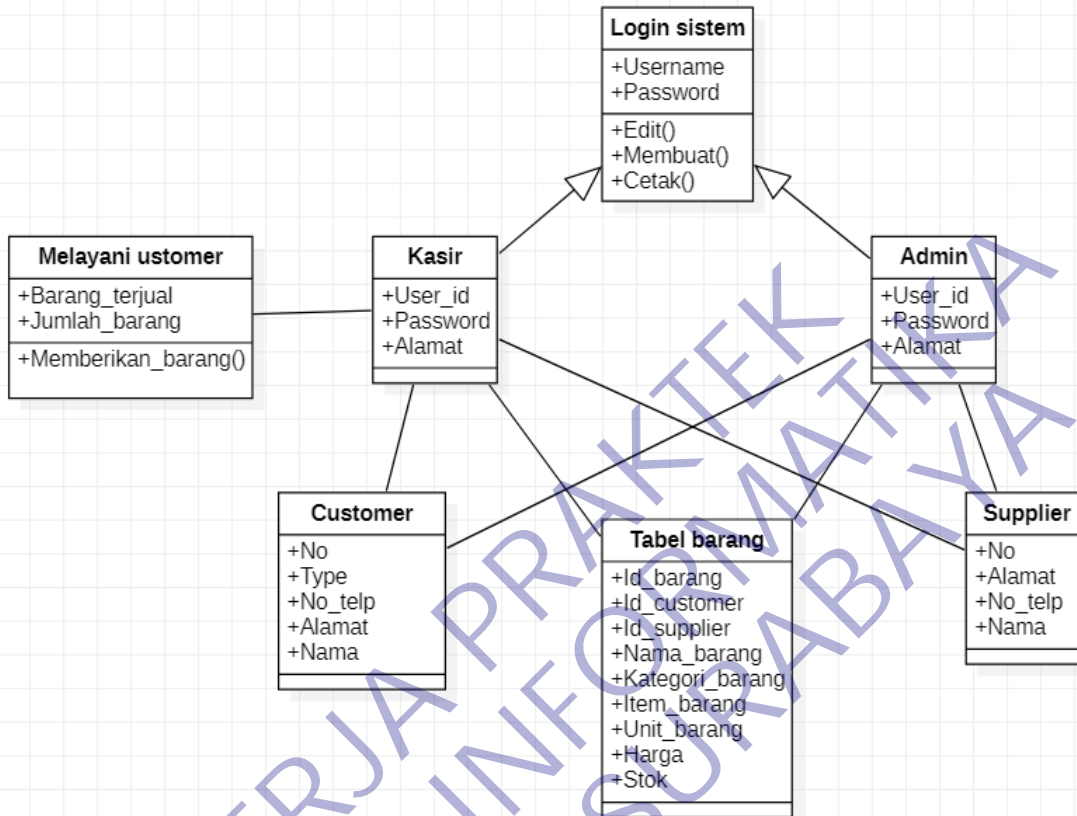 Login sistem
+Username
+Password
+Edit()
+Membuat()
+Cetak()
Melayani ustomer
+Barang_terjual
+Jumlah_barang
+Memberikan_barang()
Kasir
+User_id
+Password
+Alamat
Admin
+User_id
+Password
+Alamat
Customer
+No
+Type
+No_telp
+Alamat
+Nama
Tabel barang
+Id_barang
+Id_customer
+Id_supplier
+Nama_barang
+Kategori_barang
+Item_barang
+Unit_barang
+Harga
+Stok
Supplier
+No
+Alamat
+No_telp
+Nama
ERJA PRAKTEK
INFORMATIKA
SURABAYA